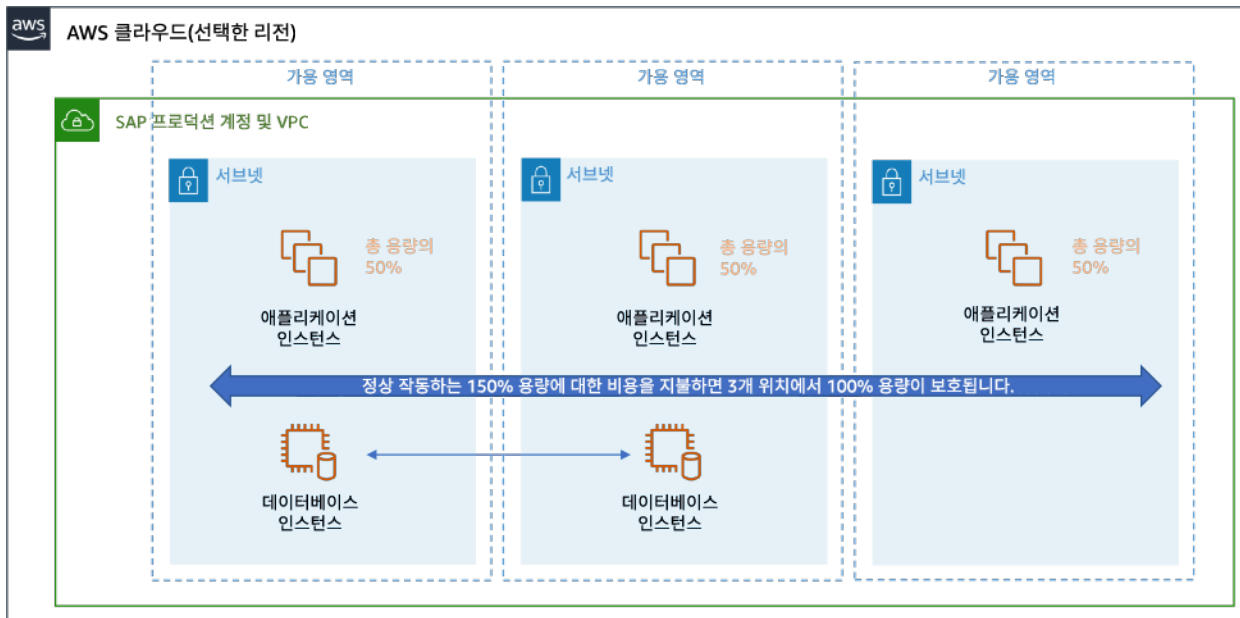 aws
AWS 클라우드(선택한 리전)
가용 영역
가용 영역
가용 영역
SAP 프로덕션 계정 및 VPC
서브넷
서브넷
서브넷
총 용량의
50%
총 용량의
50%
총 용량의
50%
애플리케이션
인스턴스
애플리케이션
인스턴스
애플리케이션
인스턴스
정상 작동하는 150% 용량에 대한 비용을 지불하면 3개 위치에서 100% 용량이 보호됩니다.
데이터베이스
인스턴스
데이터베이스
인스턴스